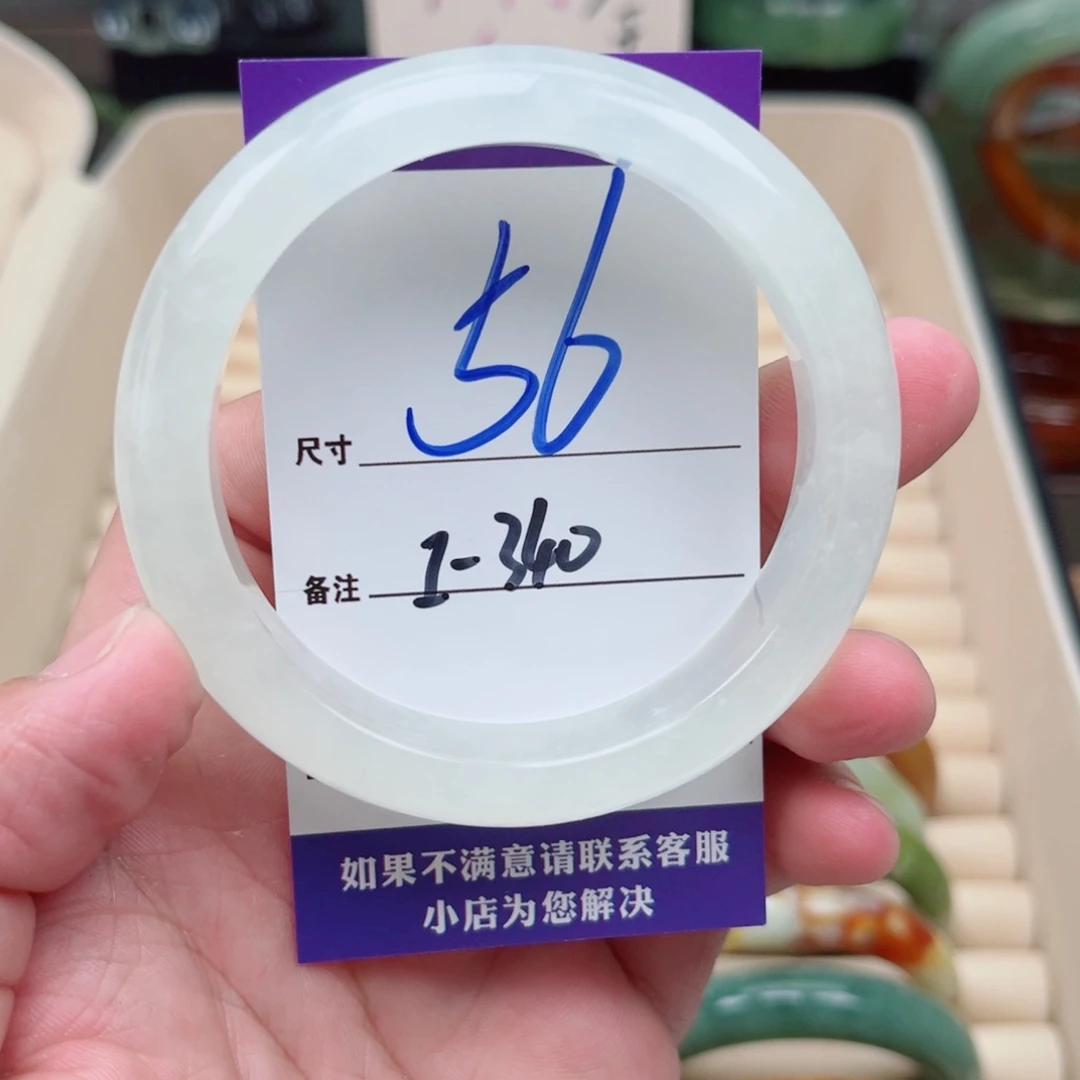 尺寸 56
备注 I-340
如果不满意请联系客服
小店为您解决